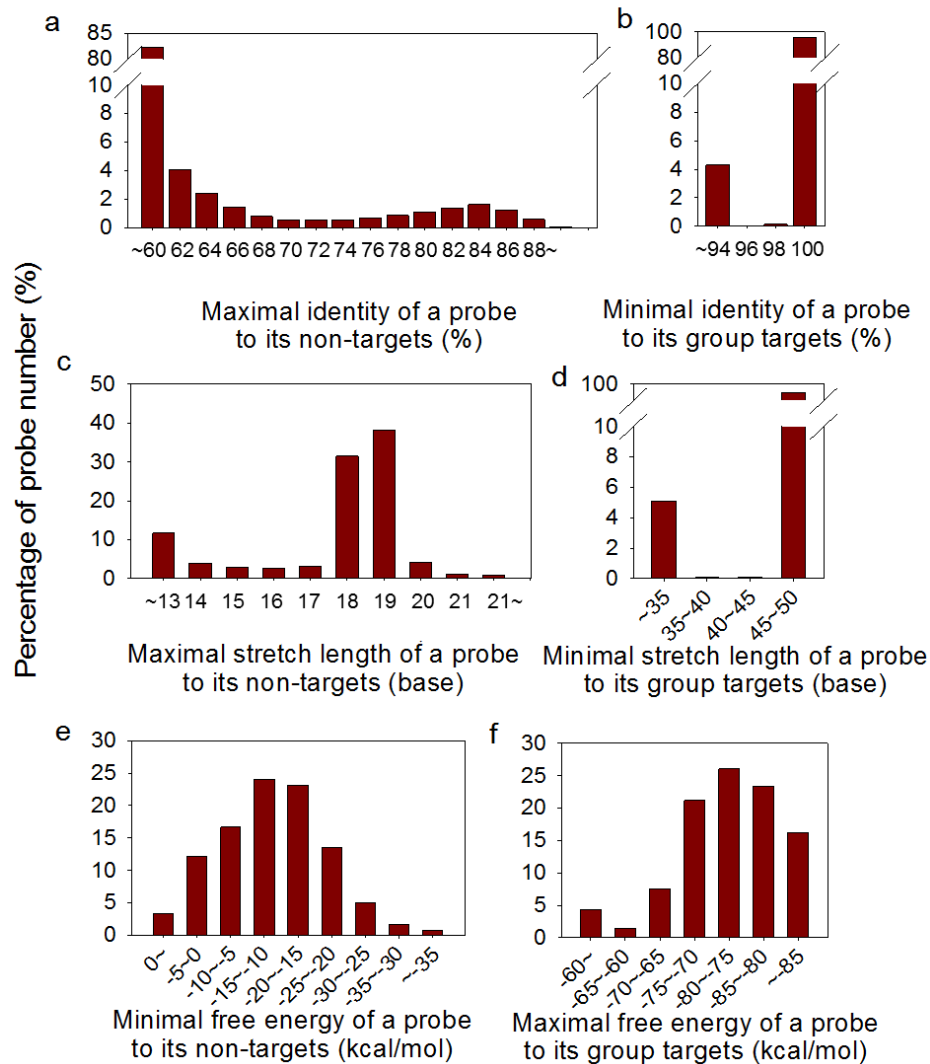 Percentage of probe number (%)
a
85
80
10
8
6
4
2
0
~60 62 64 66 68 70 72 74 76 78 80 82 84 86 88~
Maximal identity of a probe
to its non-targets (%)
b
100
80
10
8
6
4
2
0
~94 96 98 100
Minimal identity of a probe
to its group targets (%)
c
50
40
30
20
10
0
~13 14 15 16 17 18 19 20 21 21~
Maximal stretch length of a probe
to its non-targets (base)
d
100
10
8
6
4
2
0
~35 35~40 40~45 45~50
Minimal stretch length of a probe
to its group targets (base)
e
30
25
20
15
10
5
0
0~ -5~0 -10~-5 -15~-10 -20~-15 -25~-20 -30~-25 -35~-30 ~-35
Minimal free energy of a probe
to its non-targets (kcal/mol)
f
30
25
20
15
10
5
0
-60~ -65~-60 -70~-65 -75~-70 -80~-75 -85~-80 ~-85
Maximal free energy of a probe
to its group targets (kcal/mol)